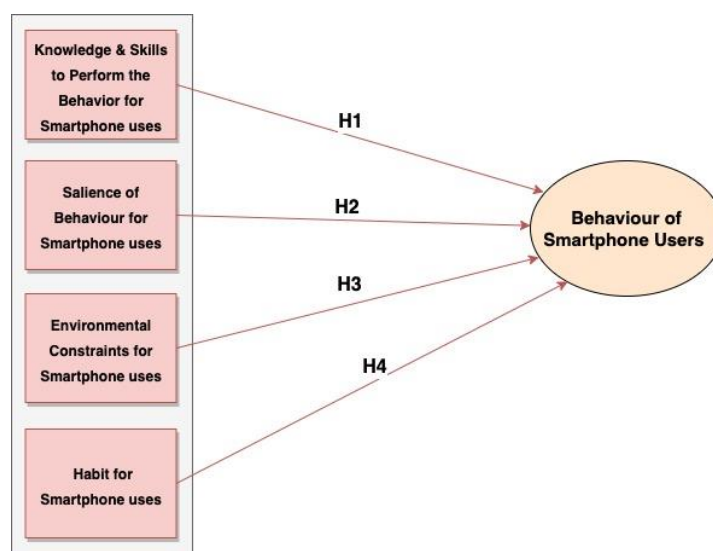 Knowledge & Skills
to Perform the
Behavior for
Smartphone uses
H1
Salience of
Behaviour for
Smartphone uses
H2
Behaviour of
Smartphone Users
Environmental
Constraints for
Smartphone uses
H3
Habit for
Smartphone uses
H4